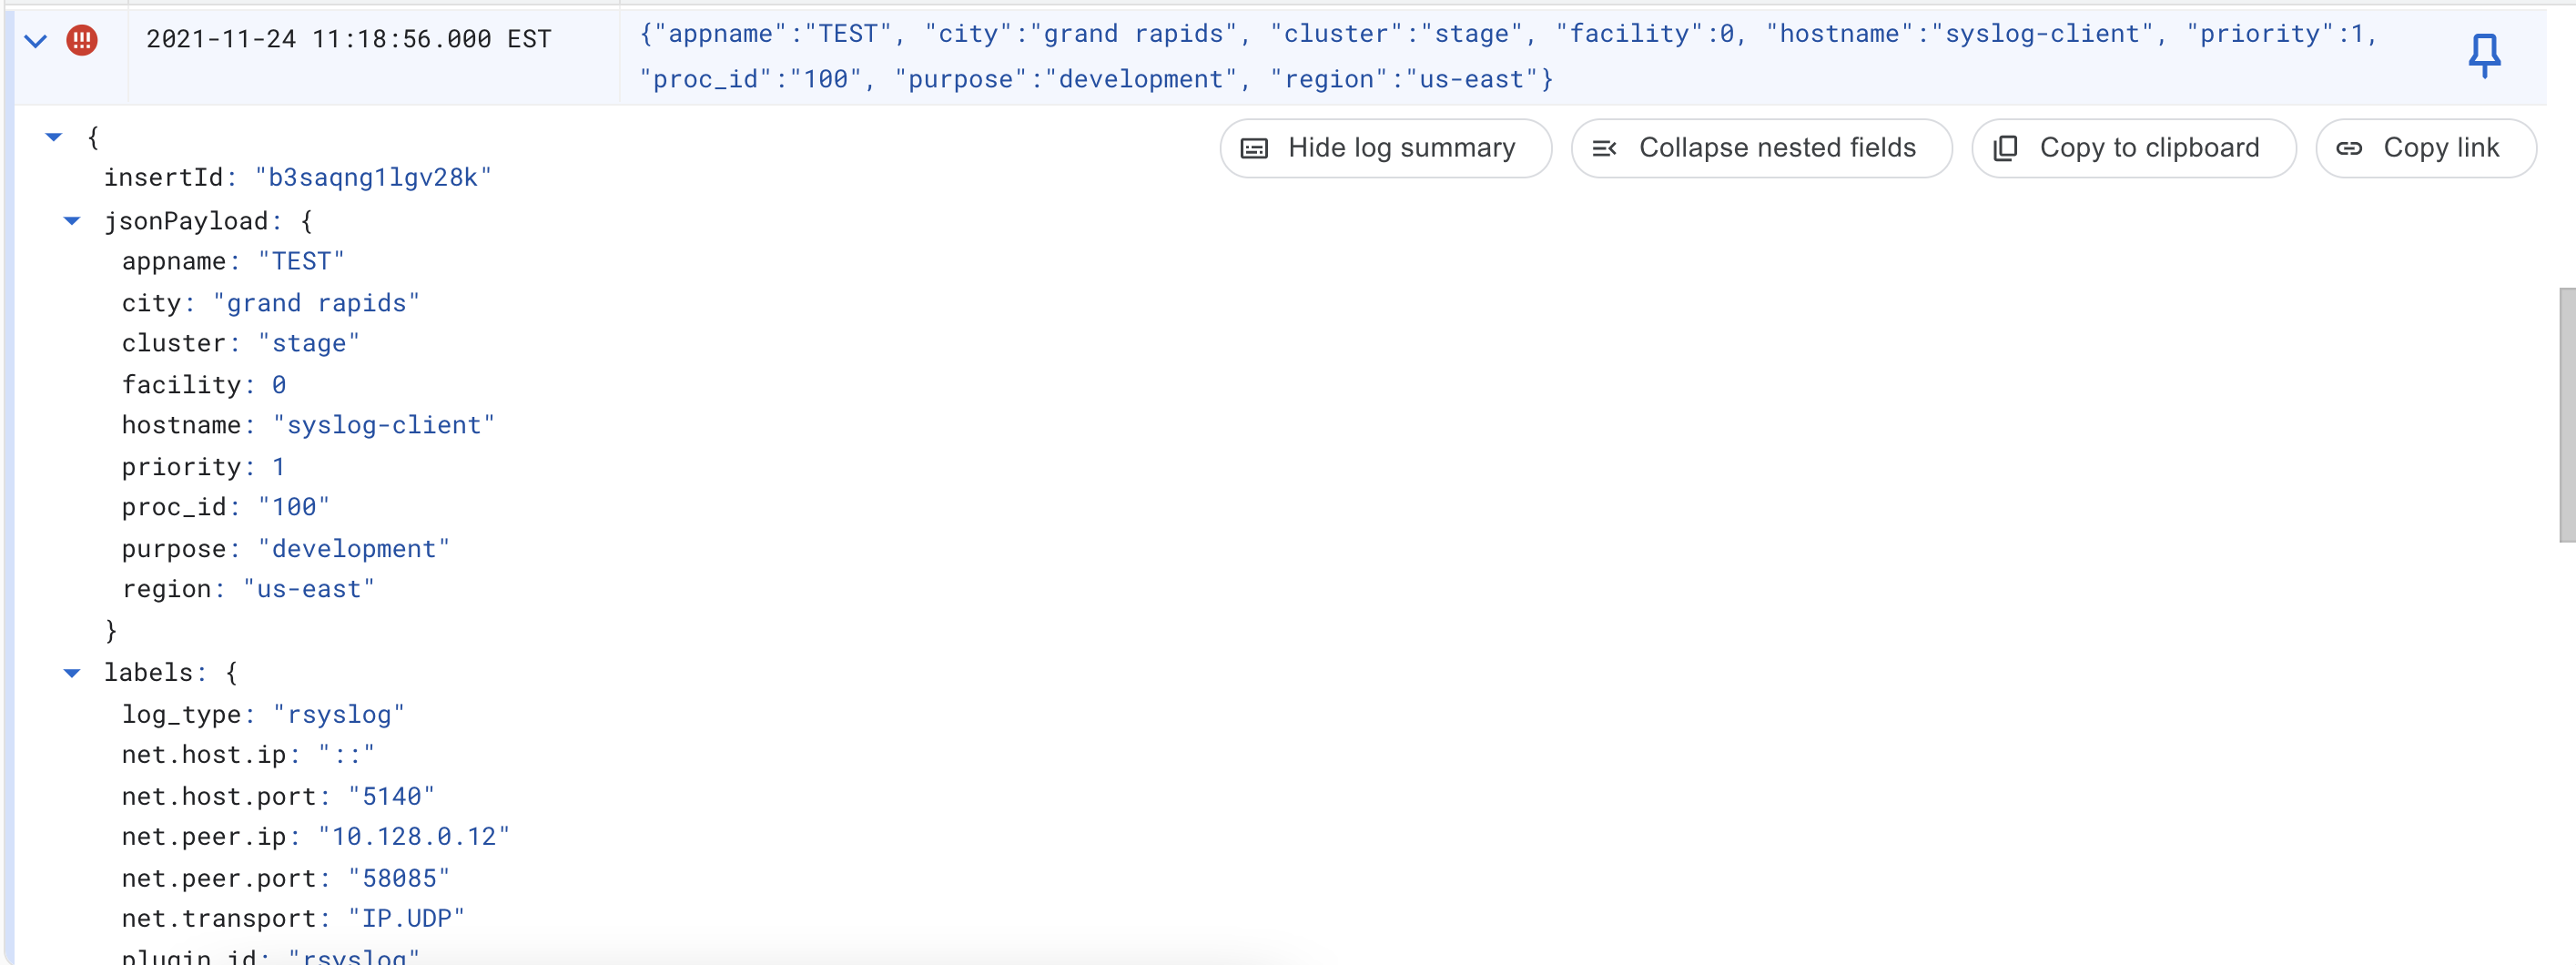 2021-11-24 11:18:56.000 EST
{"appname":"TEST", "city":"grand rapids", "cluster":"stage", "facility":0, "hostname":"syslog-client", "priority":1,
"proc_id":"100", "purpose":"development", "region":"us-east"}
Hide log summary
Collapse nested fields
Copy to clipboard
Copy link
{
insertId: "b3saqng1lgv28k"
jsonPayload: {
appname: "TEST"
city: "grand rapids"
cluster: "stage"
facility: 0
hostname: "syslog-client"
priority: 1
proc_id: "100"
purpose: "development"
region: "us-east"
}
labels: {
log_type: "rsyslog"
net.host.ip: "::"
net.host.port: "5140"
net.peer.ip: "10.128.0.12"
net.peer.port: "58085"
net.transport: "IP.UDP"
plugin_id: "rsyslog"